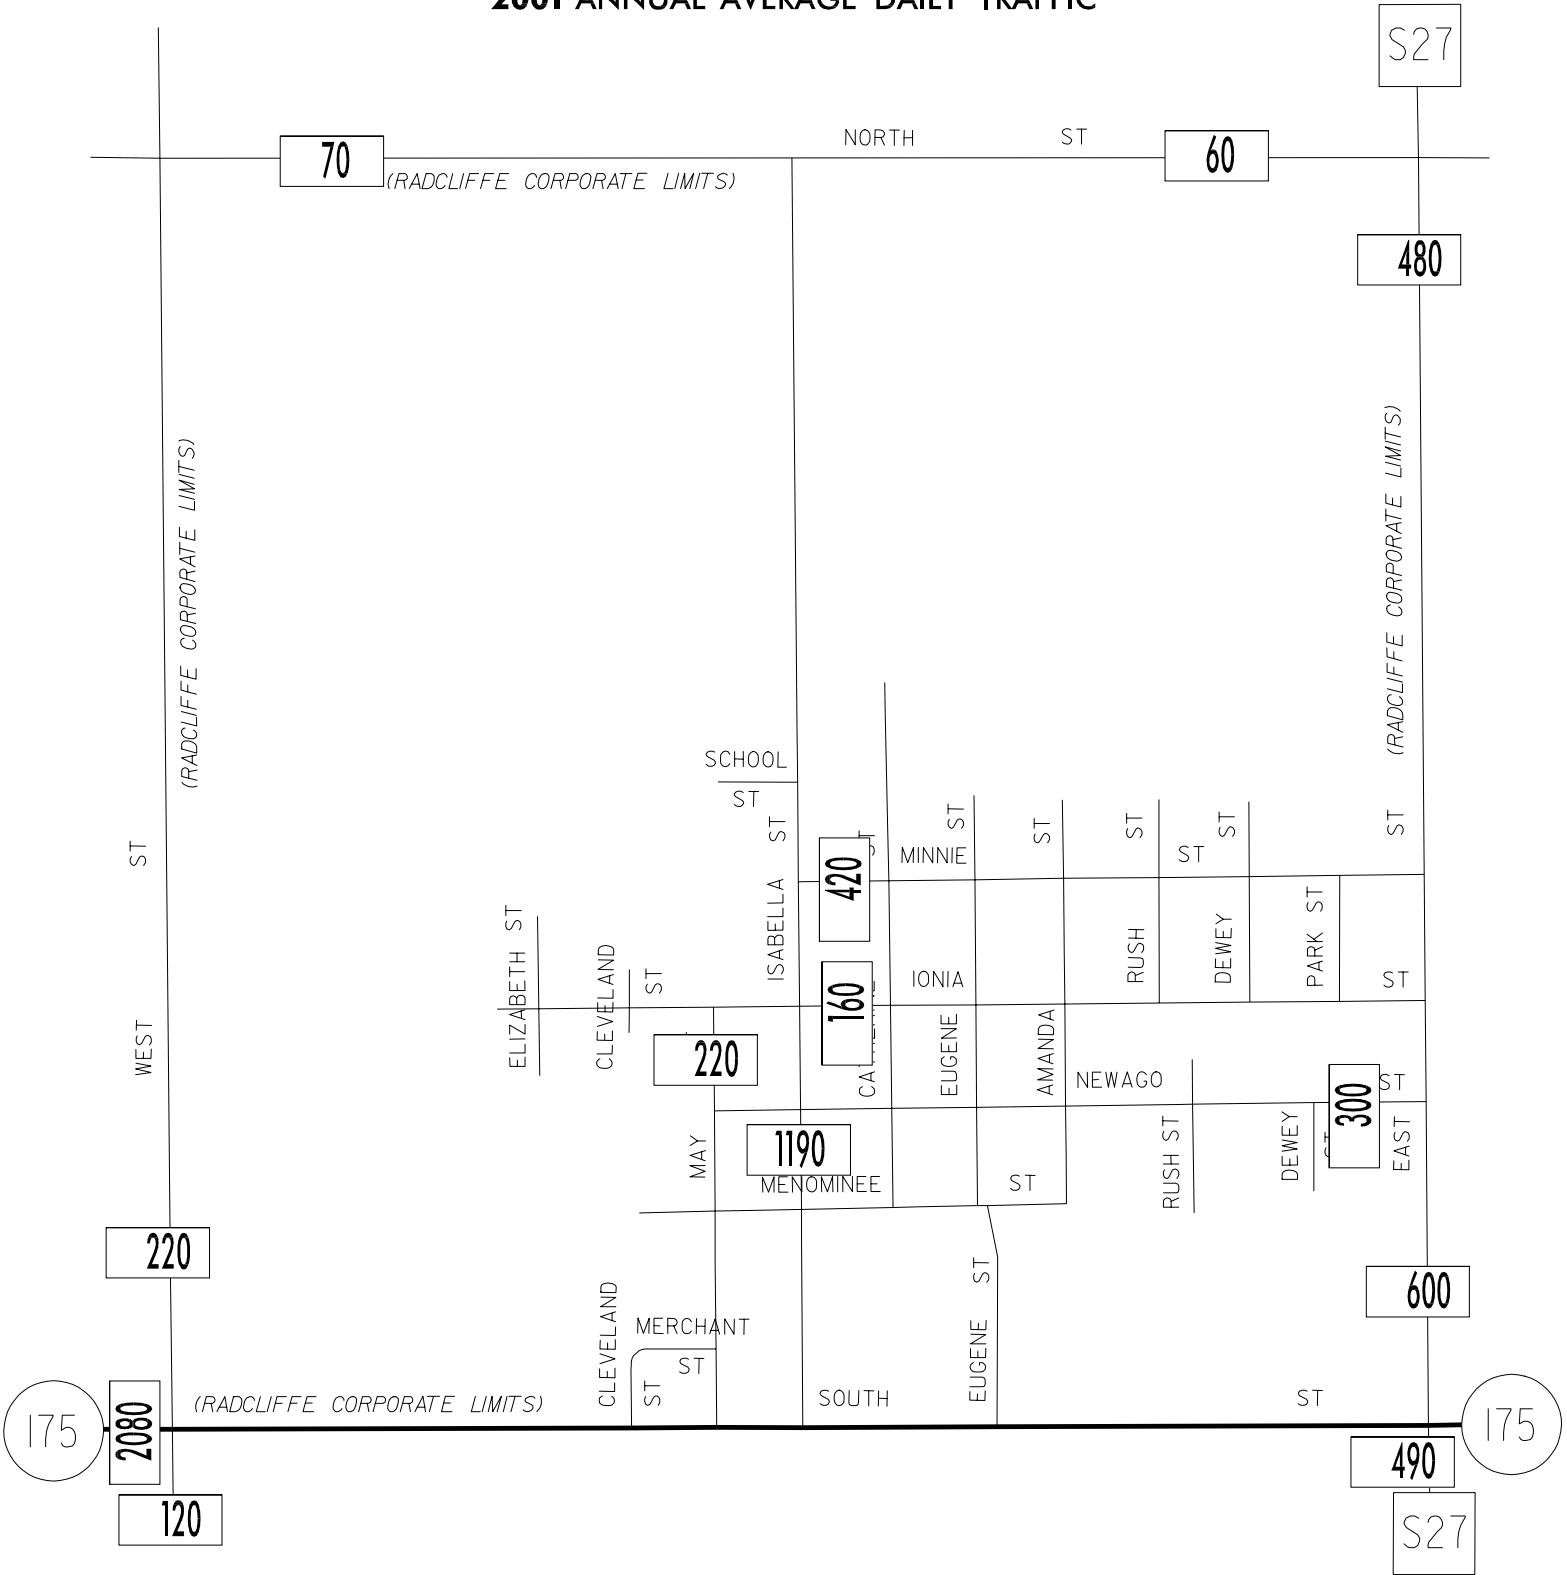 2001 ANNUAL AVERAGE DAILY TRAFFIC
S27
NORTH ST
70
60
(RADCLIFFE CORPORATE LIMITS)
480
(RADCLIFFE CORPORATE LIMITS)
(RADCLIFFE CORPORATE LIMITS)
SCHOOL
ST
ISABELLA ST
WEST ST
420
MINNIE ST
EUGENE ST
AMANDA ST
RUSH ST
DEWEY ST
PARK ST
EAST ST
ELIZABETH ST
CLEVELAND ST
160
IONIA ST
220
NEWAGO ST
300
MAY
1190
MENOMINEE ST
RUSH ST
DEWEY
220
600
EUGENE ST
CLEVELAND ST
MERCHANT
ST
(RADCLIFFE CORPORATE LIMITS)
SOUTH ST
175
2080
175
490
120
S27